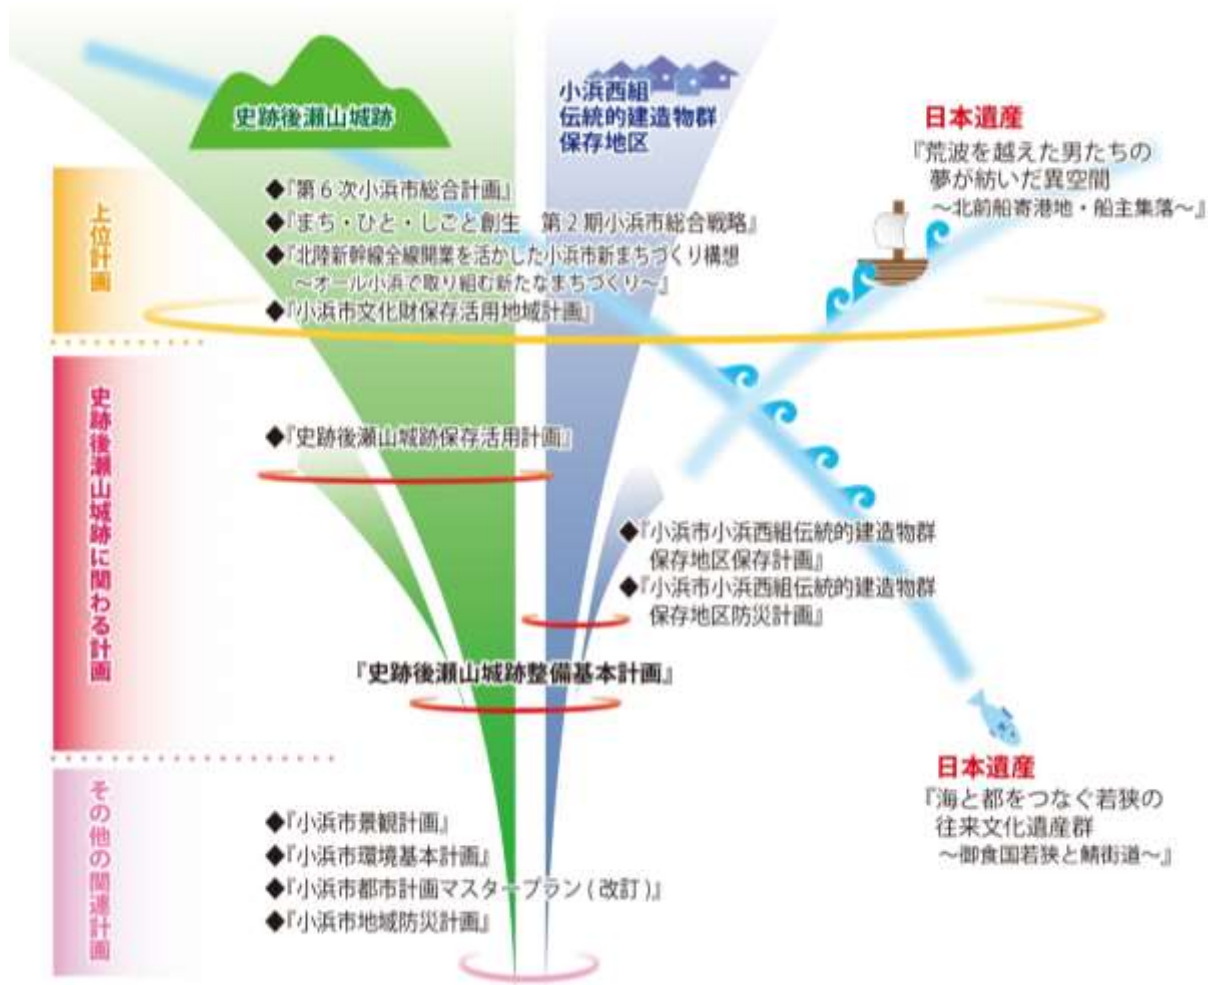 史跡後瀬山城跡
小浜西組
伝統的建造物群
保存地区
日本遺産
『荒波を越えた男たちの
夢が紡いだ異空間
～北前船寄港地・船主集落～』
上位計画
◆『第6次小浜市総合計画』
◆『まち・ひと・しごと創生　第2期小浜市総合戦略』
◆『北陸新幹線全線開業を活かした小浜市新まちづくり構想
～オール小浜で取り組む新たなまちづくり～』
◆『小浜市文化財保存活用地域計画』
史跡後瀬山城跡に関わる計画
◆『史跡後瀬山城跡保存活用計画』
◆『小浜市小浜西組伝統的建造物群
保存地区保存計画』
◆『小浜市小浜西組伝統的建造物群
保存地区防災計画』
『史跡後瀬山城跡整備基本計画』
日本遺産
『海と都をつなぐ若狭の
往来文化遺産群
～御食国若狭と鯖街道～』
その他の関連計画
◆『小浜市景観計画』
◆『小浜市環境基本計画』
◆『小浜市都市計画マスタープラン(改訂)』
◆『小浜市地域防災計画』